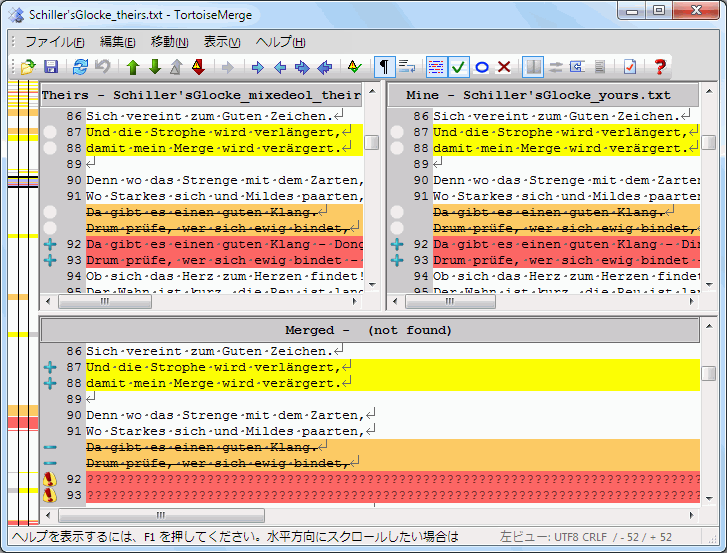 Schiller'sGlocke_theirs.txt - TortoiseMerge
ファイル(F) 編集(E) 移動(N) 表示(V) ヘルプ(H)
Theirs - Schiller'sGlocke_mixedeol_their
86 Sich·vereint·zum·Guten·Zeichen.↵
87 Und·die·Strophe·wird·verlängert,↵
88 damit·mein·Merge·wird·verärgert.↵
89 ↵
90 Denn·wo·das·Strenge·mit·dem·Zarten,
91 Wo·Starkes·sich·und·Mildes·paarten,
Da·gibt·es·einen·guten·Klang.↵
Drum·prüfe,·wer·sich·ewig·bindet,↵
92 Da·gibt·es·einen·guten·Klang·-·Dong
93 Drum·prüfe,·wer·sich·ewig·bindet·-
94 Ob·sich·das·Herz·zum·Herzen·findet!
95 Der·Wahn·ist·kurz,·die·Reu·ist·lang
Mine - Schiller'sGlocke_yours.txt
86 Sich·vereint·zum·Guten·Zeichen.↵
87 Und·die·Strophe·wird·verlängert,↵
88 damit·mein·Merge·wird·verärgert.↵
89 ↵
90 Denn·wo·das·Strenge·mit·dem·Zarten
91 Wo·Starkes·sich·und·Mildes·paarten,
Da·gibt·es·einen·guten·Klang.↵
Drum·prüfe,·wer·sich·ewig·bindet,↵
92 Da·gibt·es·einen·guten·Klang·-·Din
93 Drum·prüfe,·wer·sich·ewig·bindet·-
94 Ob·sich·das·Herz·zum·Herzen·findet
95 Der·Wahn·ist·kurz,·die·Reu·ist·lan
Merged - (not found)
86 Sich·vereint·zum·Guten·Zeichen.↵
87 Und·die·Strophe·wird·verlängert,↵
88 damit·mein·Merge·wird·verärgert.↵
89 ↵
90 Denn·wo·das·Strenge·mit·dem·Zarten,↵
91 Wo·Starkes·sich·und·Mildes·paarten,↵
Da·gibt·es·einen·guten·Klang.↵
Drum·prüfe,·wer·sich·ewig·bindet,↵
92 ??????????????????????????????????????????????????????????????????????????????
93 ??????????????????????????????????????????????????????????????????????????????
ヘルプを表示するには、F1 を押してください。水平方向にスクロールしたい場合は 左ビュー: UTF8 CRLF / - 52 / + 52